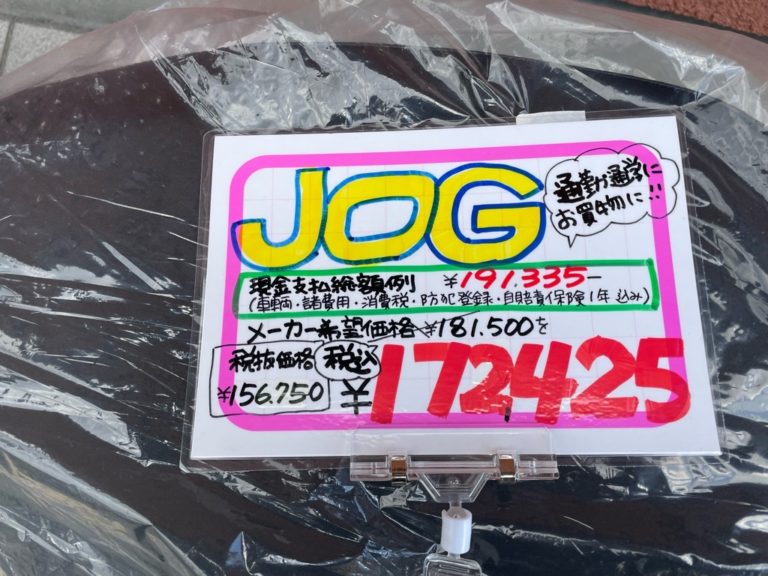 JOG
通勤通学に
お買物に!!
現金支払総額例 ¥191.335-
(車輌・諸費用・消費税・防犯登録・自賠責保険1年込み)
メーカー希望価格 ¥181.500を
税抜価格
¥156.750
税込
¥172425